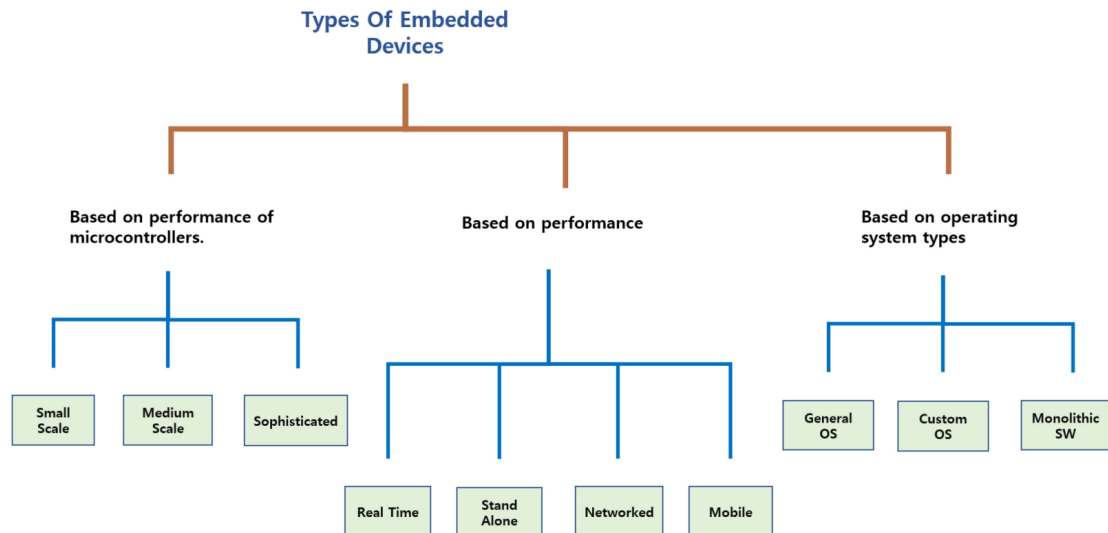 Types Of Embedded
Devices
Based on performance of
microcontrollers.
Based on performance
Based on operating
system types
Small
Scale
Medium
Scale
Sophisticated
General
OS
Custom
OS
Monolithic
SW
Real Time
Stand
Alone
Networked
Mobile